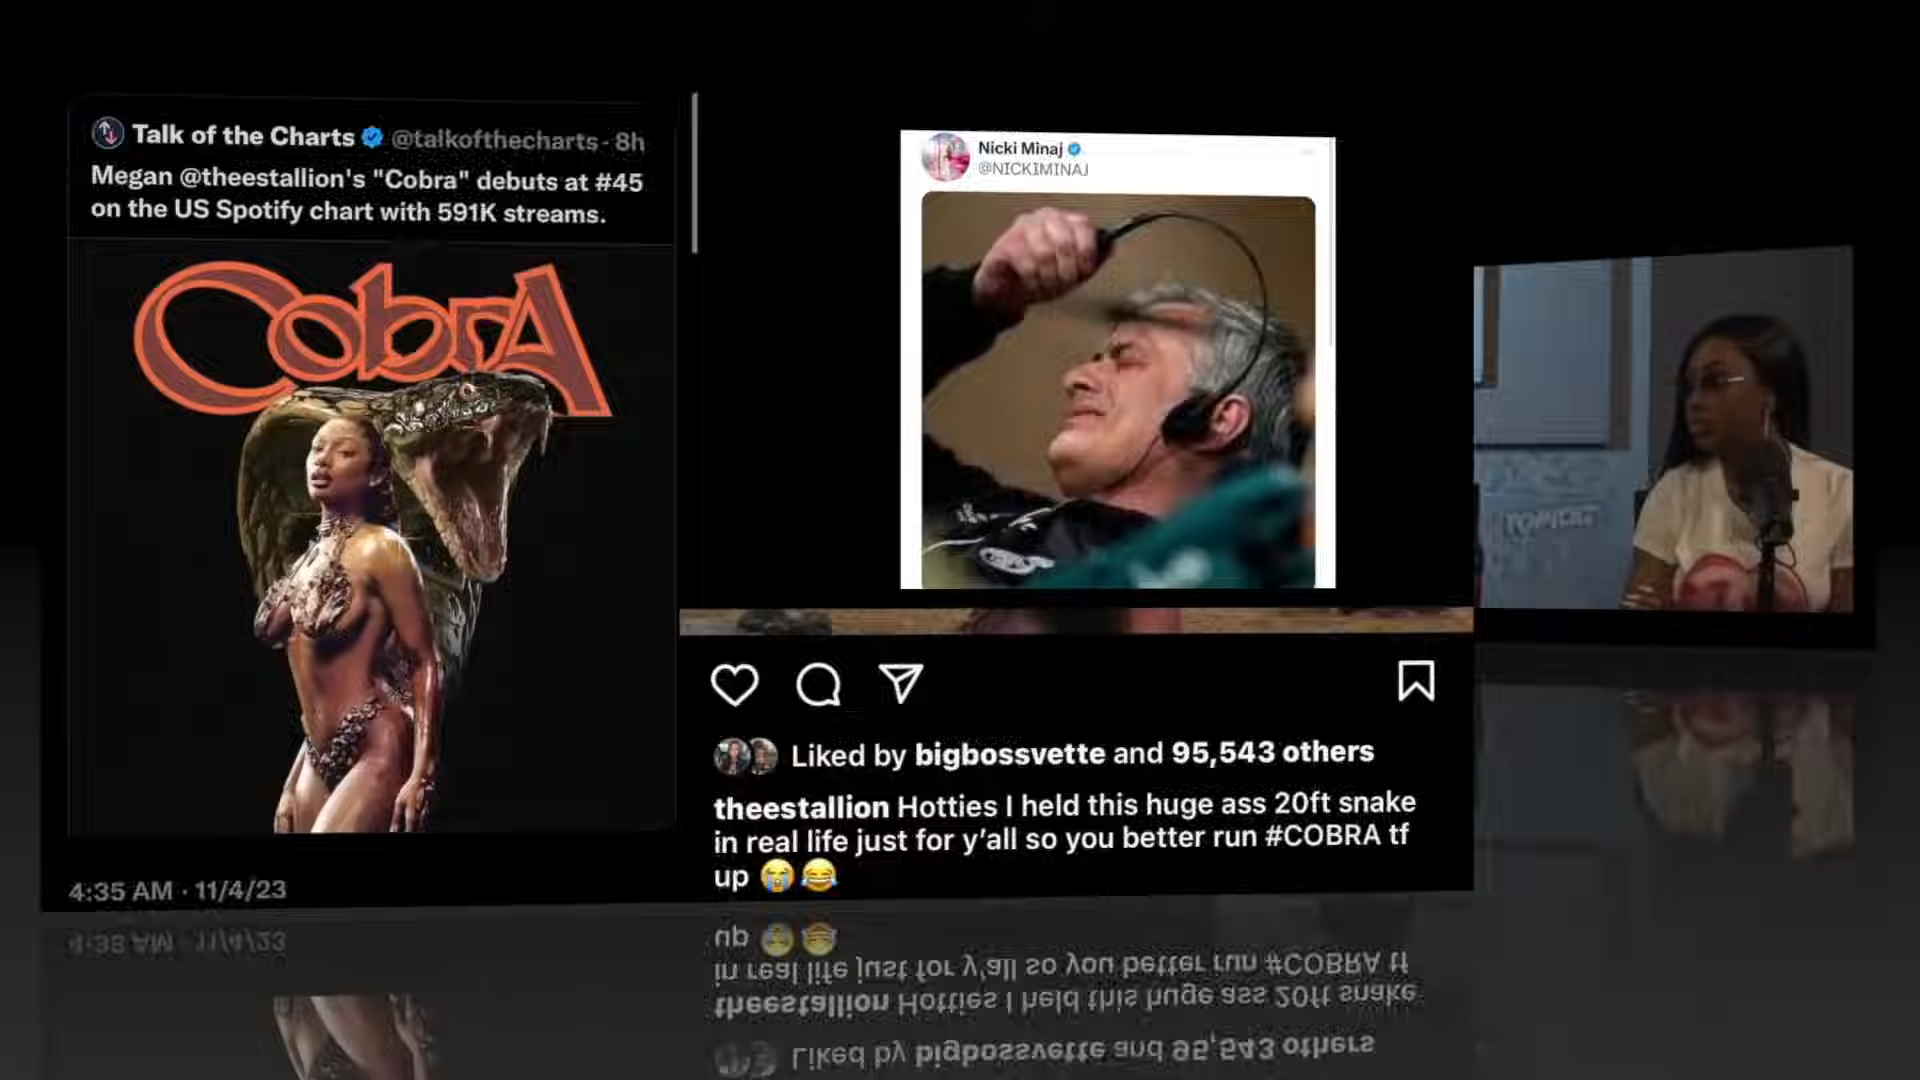 Talk of the Charts @talkofthecharts · 8h
Megan @theestallion's "Cobra" debuts at #45
on the US Spotify chart with 591K streams.
CobrA
4:35 AM · 11/4/23
Nicki Minaj
@NICKIMINAJ
Liked by bigbossvette and 95,543 others
theestallion Hotties I held this huge ass 20ft snake
in real life just for y'all so you better run #COBRA tf
up 😭😂